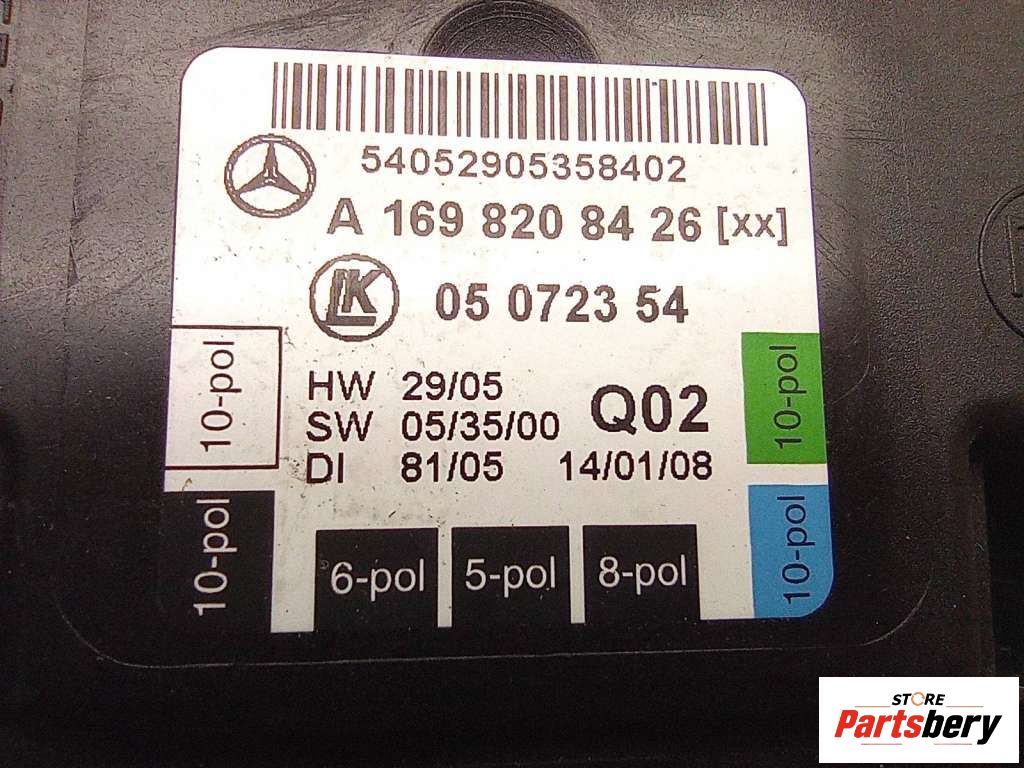 54052905358402
A 169 820 84 26 [xx]
LK 05 0723 54
HW 29/05
SW 05/35/00 Q02
DI 81/05 14/01/08
10-pol
10-pol
10-pol
10-pol
6-pol 5-pol 8-pol
STORE
Partsbery